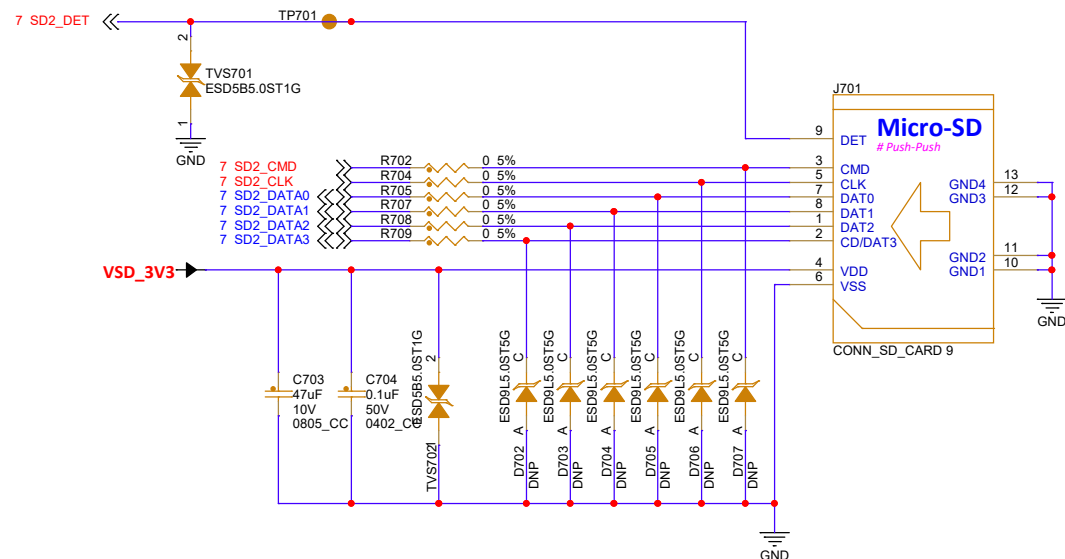 7 SD2_DET
TP701
2
TVS701
ESD5B5.0ST1G
1
GND
J701
Micro-SD
# Push-Push
9 DET
7 SD2_CMD R702 0 5% 3 CMD
7 SD2_CLK R704 0 5% 5 CLK
7 SD2_DATA0 R705 0 5% 7 DAT0
7 SD2_DATA1 R707 0 5% 8 DAT1
7 SD2_DATA2 R708 0 5% 1 DAT2
7 SD2_DATA3 R709 0 5% 2 CD/DAT3
GND4 13
GND3 12
GND2 11
GND1 10
VSD_3V3
4 VDD
6 VSS
GND
CONN_SD_CARD 9
C703
47uF
10V
0805_CC
C704
0.1uF
50V
0402_CC
ESD5B5.0ST1G
2
1
TVS702
ESD9L5.0ST5G
C
A
D702
DNP
ESD9L5.0ST5G
C
A
D703
DNP
ESD9L5.0ST5G
C
A
D704
DNP
ESD9L5.0ST5G
C
A
D705
DNP
ESD9L5.0ST5G
C
A
D706
DNP
ESD9L5.0ST5G
C
A
D707
DNP
GND